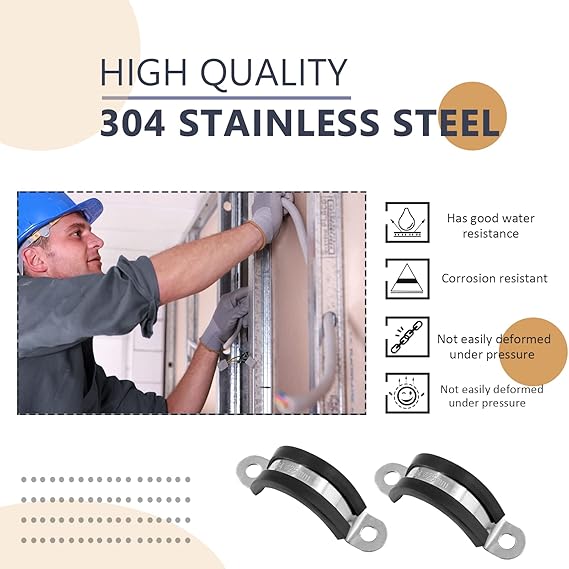 HIGH QUALITY
304 STAINLESS STEEL
Has good water
resistance
Corrosion resistant
Not easily deformed
under pressure
Not easily deformed
under pressure